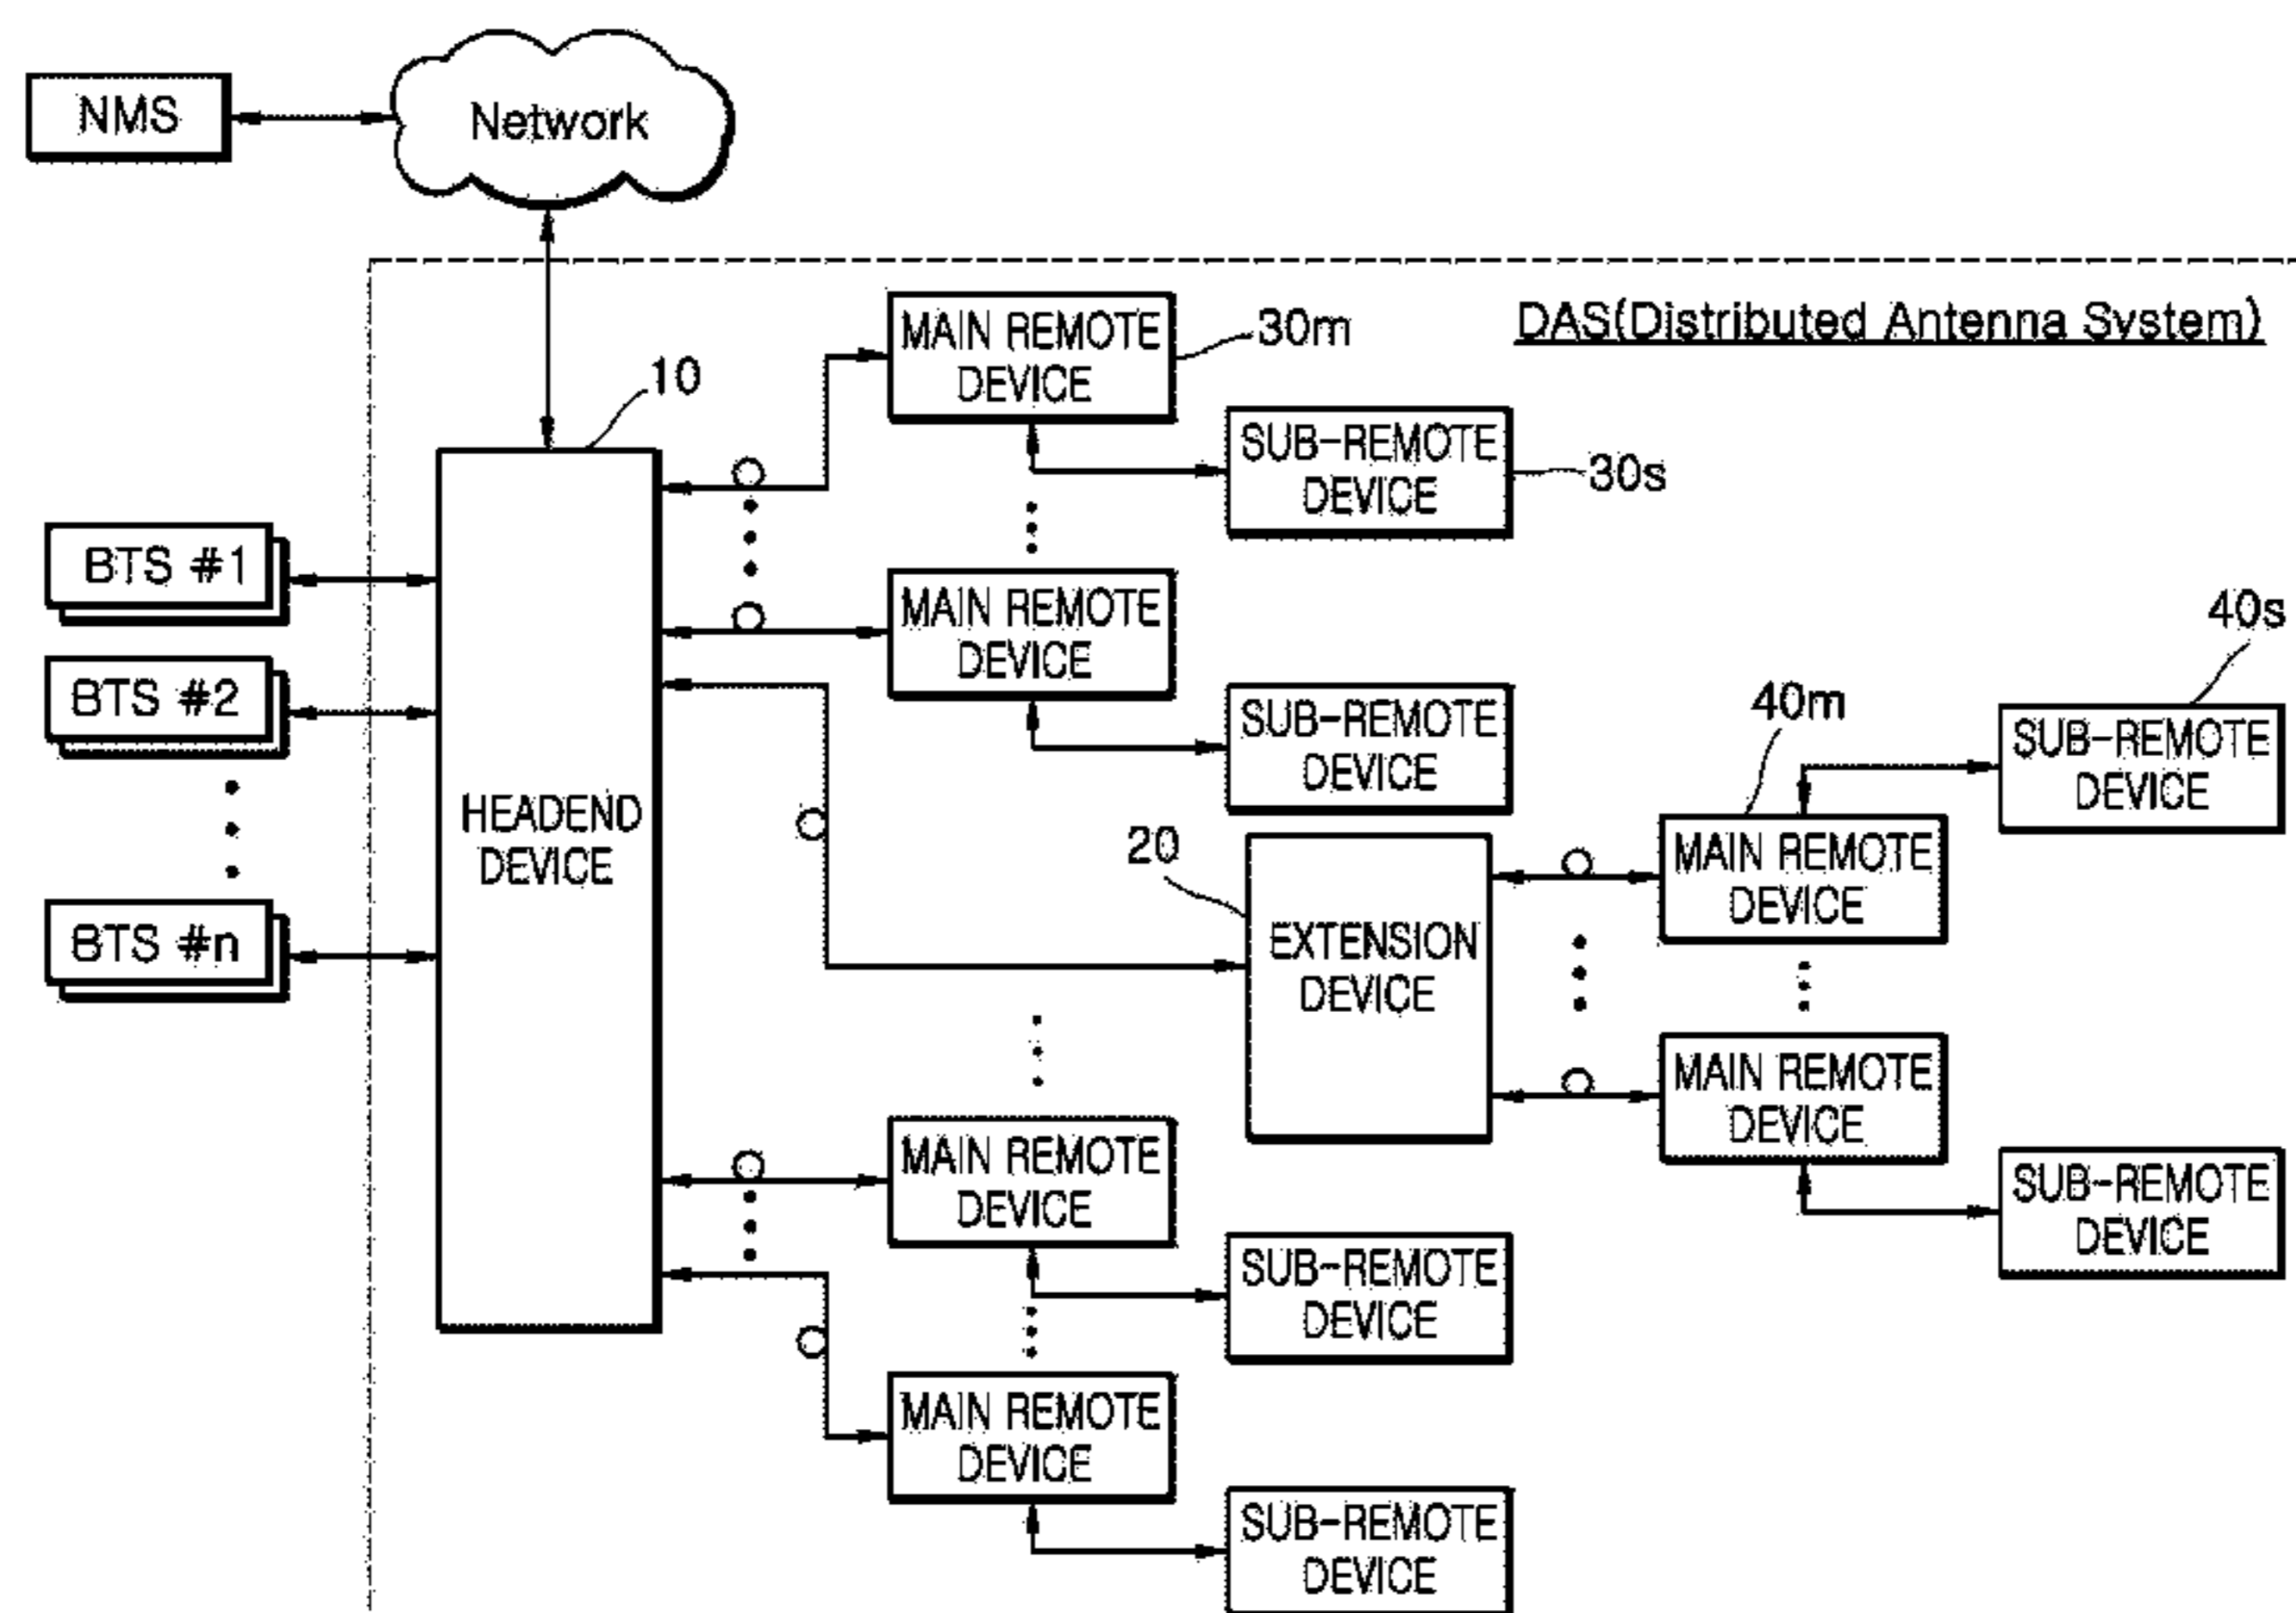 NMS
Network
DAS(Distributed Antenna System)
MAIN REMOTE
DEVICE
30m
10
SUB-REMOTE
DEVICE
30s
BTS #1
MAIN REMOTE
DEVICE
40s
BTS #2
SUB-REMOTE
DEVICE
40m
SUB-REMOTE
DEVICE
HEADEND
DEVICE
20
MAIN REMOTE
DEVICE
BTS #n
EXTENSION
DEVICE
MAIN REMOTE
DEVICE
MAIN REMOTE
DEVICE
SUB-REMOTE
DEVICE
SUB-REMOTE
DEVICE
MAIN REMOTE
DEVICE
SUB-REMOTE
DEVICE